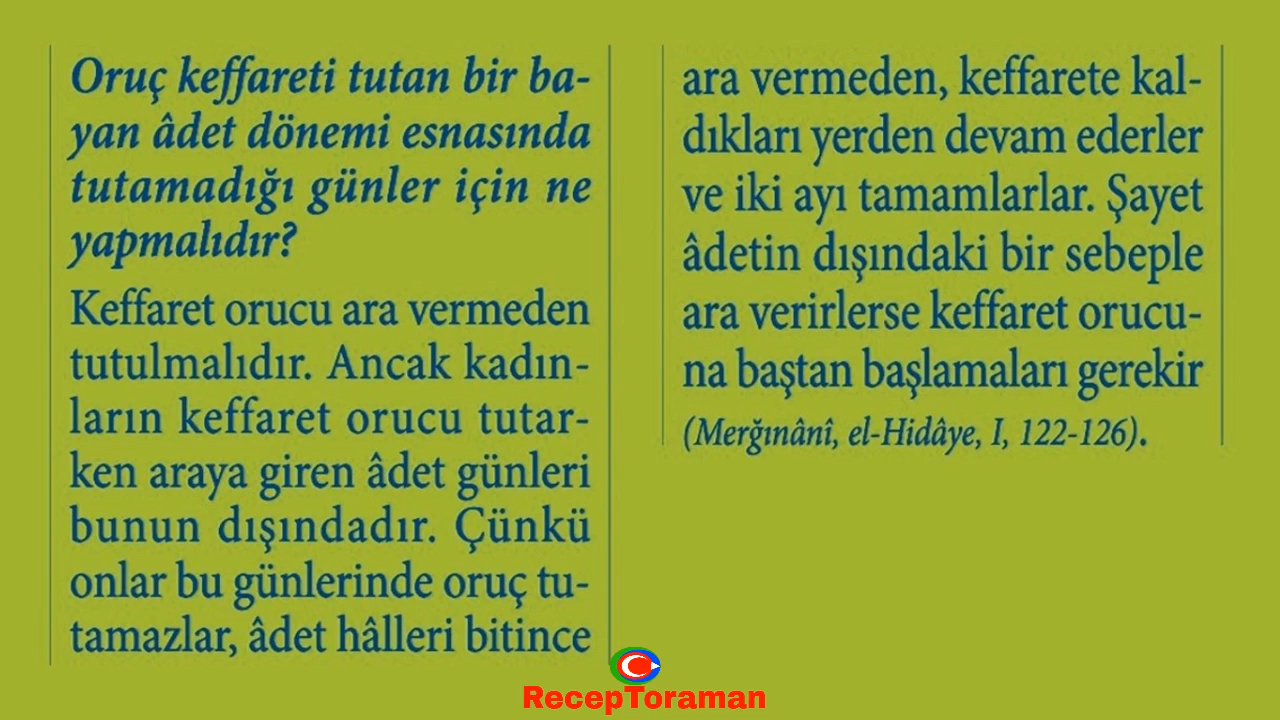 Oruç keffareti tutan bir ba-
yan âdet dönemi esnasında
tutamadığı günler için ne
yapmalıdır?
Keffaret orucu ara vermeden
tutulmalıdır. Ancak kadın-
ların keffaret orucu tutar-
ken araya giren âdet günleri
bunun dışındadır. Çünkü
onlar bu günlerinde oruç tu-
tamazlar, âdet hâlleri bitince
ara vermeden, keffarete kal-
dıkları yerden devam ederler
ve iki ayı tamamlarlar. Şayet
âdetin dışındaki bir sebeple
ara verirlerse keffaret orucu-
na baştan başlamaları gerekir
(Merğınânî, el-Hidâye, I, 122-126).
RecepToraman